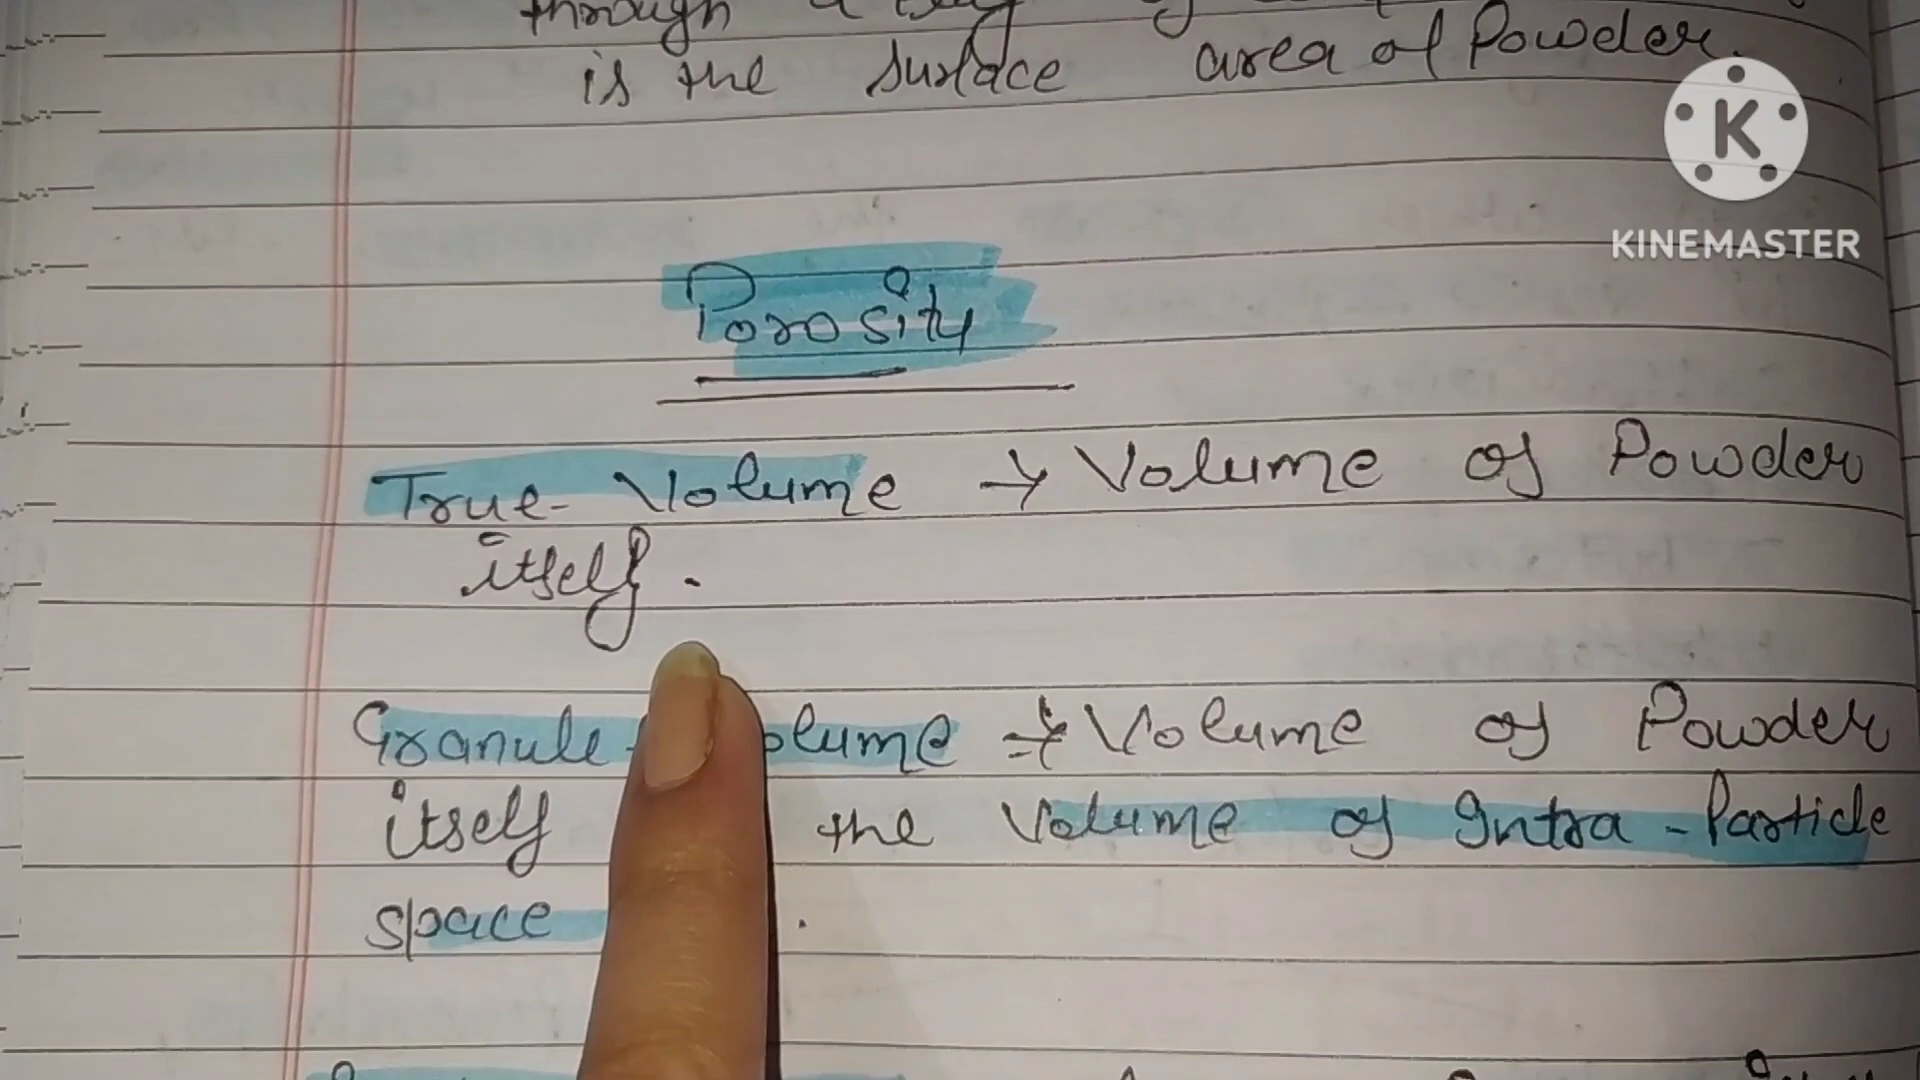 through a
is the surface area of Powder.
K
KINEMASTER
Porosity
True-Volume → Volume of Powder
itself.
Granule - olume → Volume of Powder
itself the Volume of Intra-Particle
space .